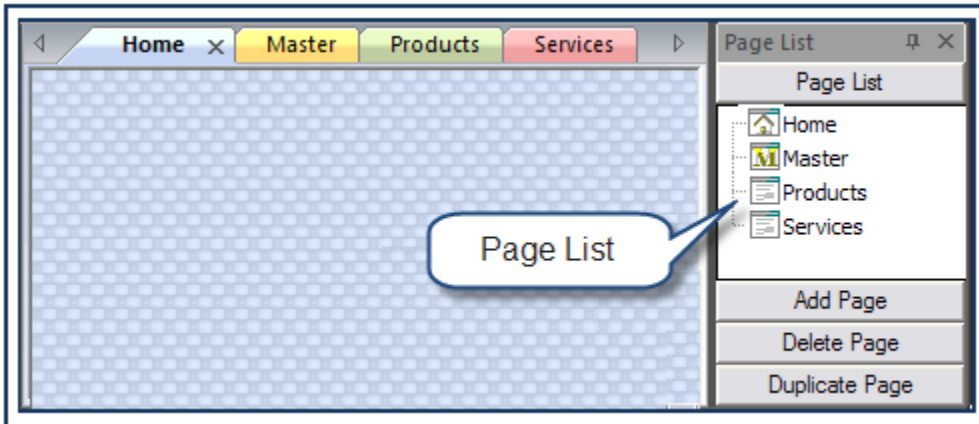 Home Master Products Services
Page List
Page List
Home
Master
Products
Services
Page List
Add Page
Delete Page
Duplicate Page